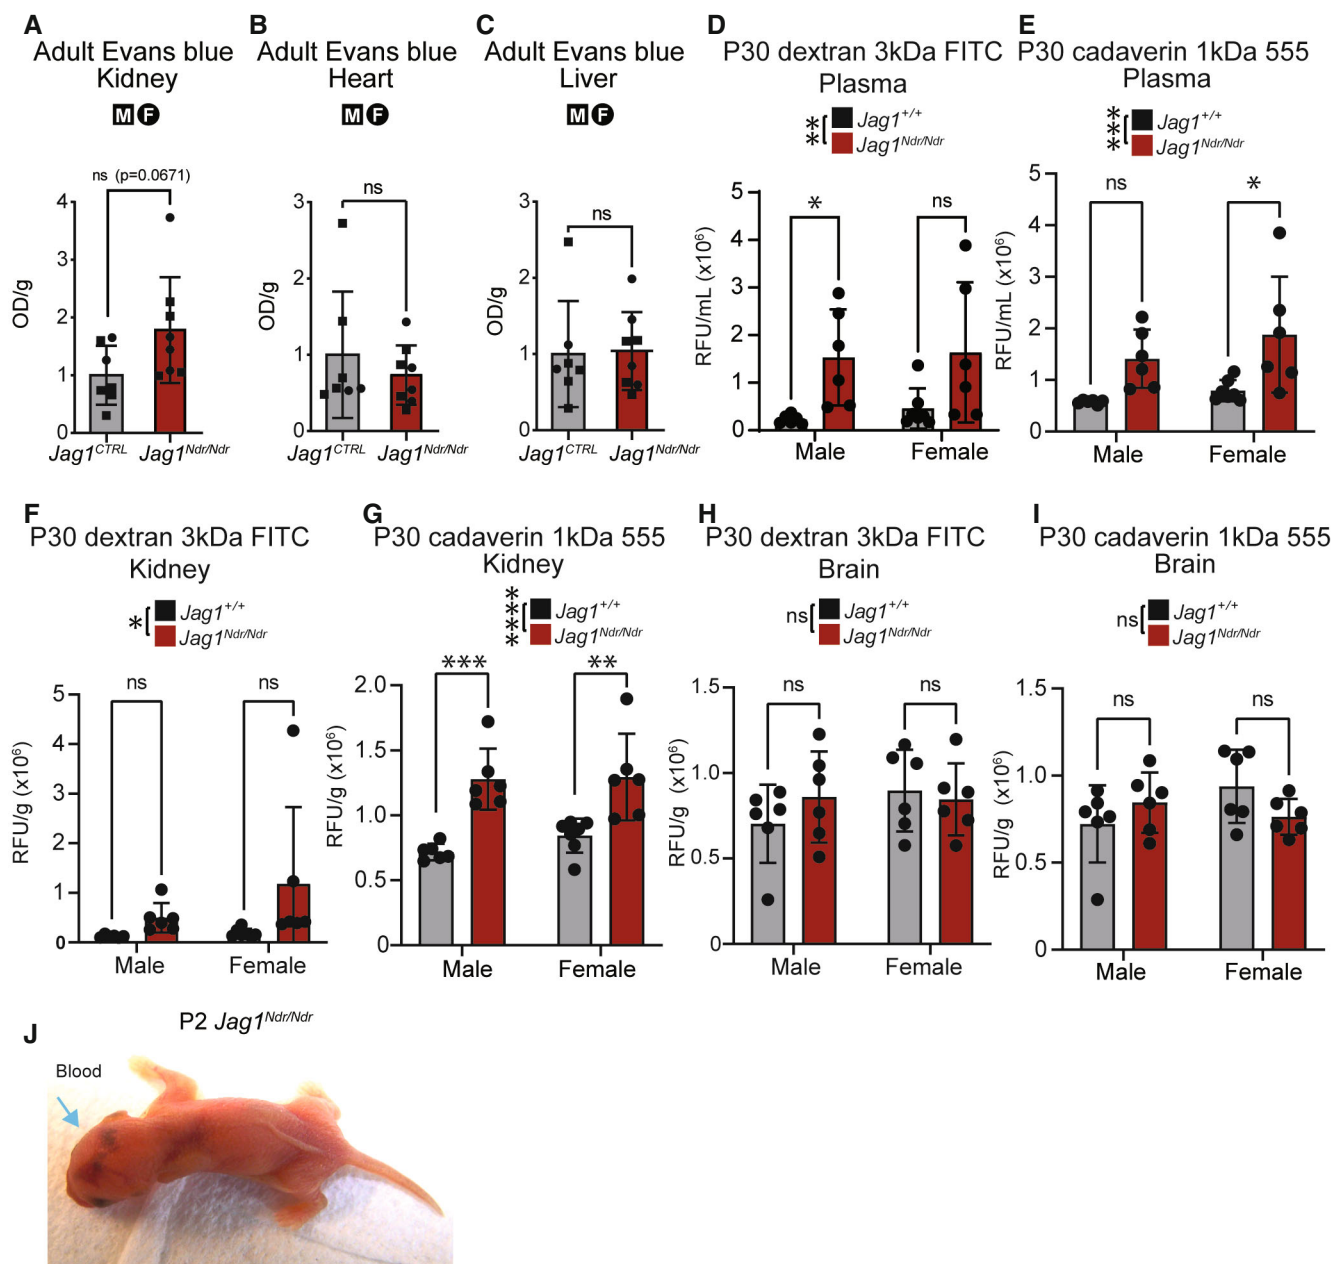 A
Adult Evans blue
Kidney
M F
ns (p=0.0671)
OD/g
4
3
2
1
0
Jag1CTRL Jag1Ndr/Ndr
B
Adult Evans blue
Heart
M F
ns
OD/g
3
2
1
0
Jag1CTRL Jag1Ndr/Ndr
C
Adult Evans blue
Liver
M F
ns
OD/g
3
2
1
0
Jag1CTRL Jag1Ndr/Ndr
D
P30 dextran 3kDa FITC
Plasma
** Jag1+/+
Jag1Ndr/Ndr
* ns
RFU/mL (x10⁶)
5
4
3
2
1
0
Male Female
E
P30 cadaverin 1kDa 555
Plasma
*** Jag1+/+
Jag1Ndr/Ndr
ns *
RFU/mL (x10⁶)
5
4
3
2
1
0
Male Female
F
P30 dextran 3kDa FITC
Kidney
* Jag1+/+
Jag1Ndr/Ndr
ns ns
RFU/g (x10⁶)
5
4
3
2
1
0
Male Female
G
P30 cadaverin 1kDa 555
Kidney
**** Jag1+/+
Jag1Ndr/Ndr
*** **
RFU/g (x10⁶)
2.0
1.5
1.0
0.5
0
Male Female
H
P30 dextran 3kDa FITC
Brain
ns Jag1+/+
Jag1Ndr/Ndr
ns ns
RFU/g (x10⁶)
1.5
1.0
0.5
0
Male Female
I
P30 cadaverin 1kDa 555
Brain
ns Jag1+/+
Jag1Ndr/Ndr
ns ns
RFU/g (x10⁶)
1.5
1.0
0.5
0
Male Female
J
P2 Jag1Ndr/Ndr
Blood